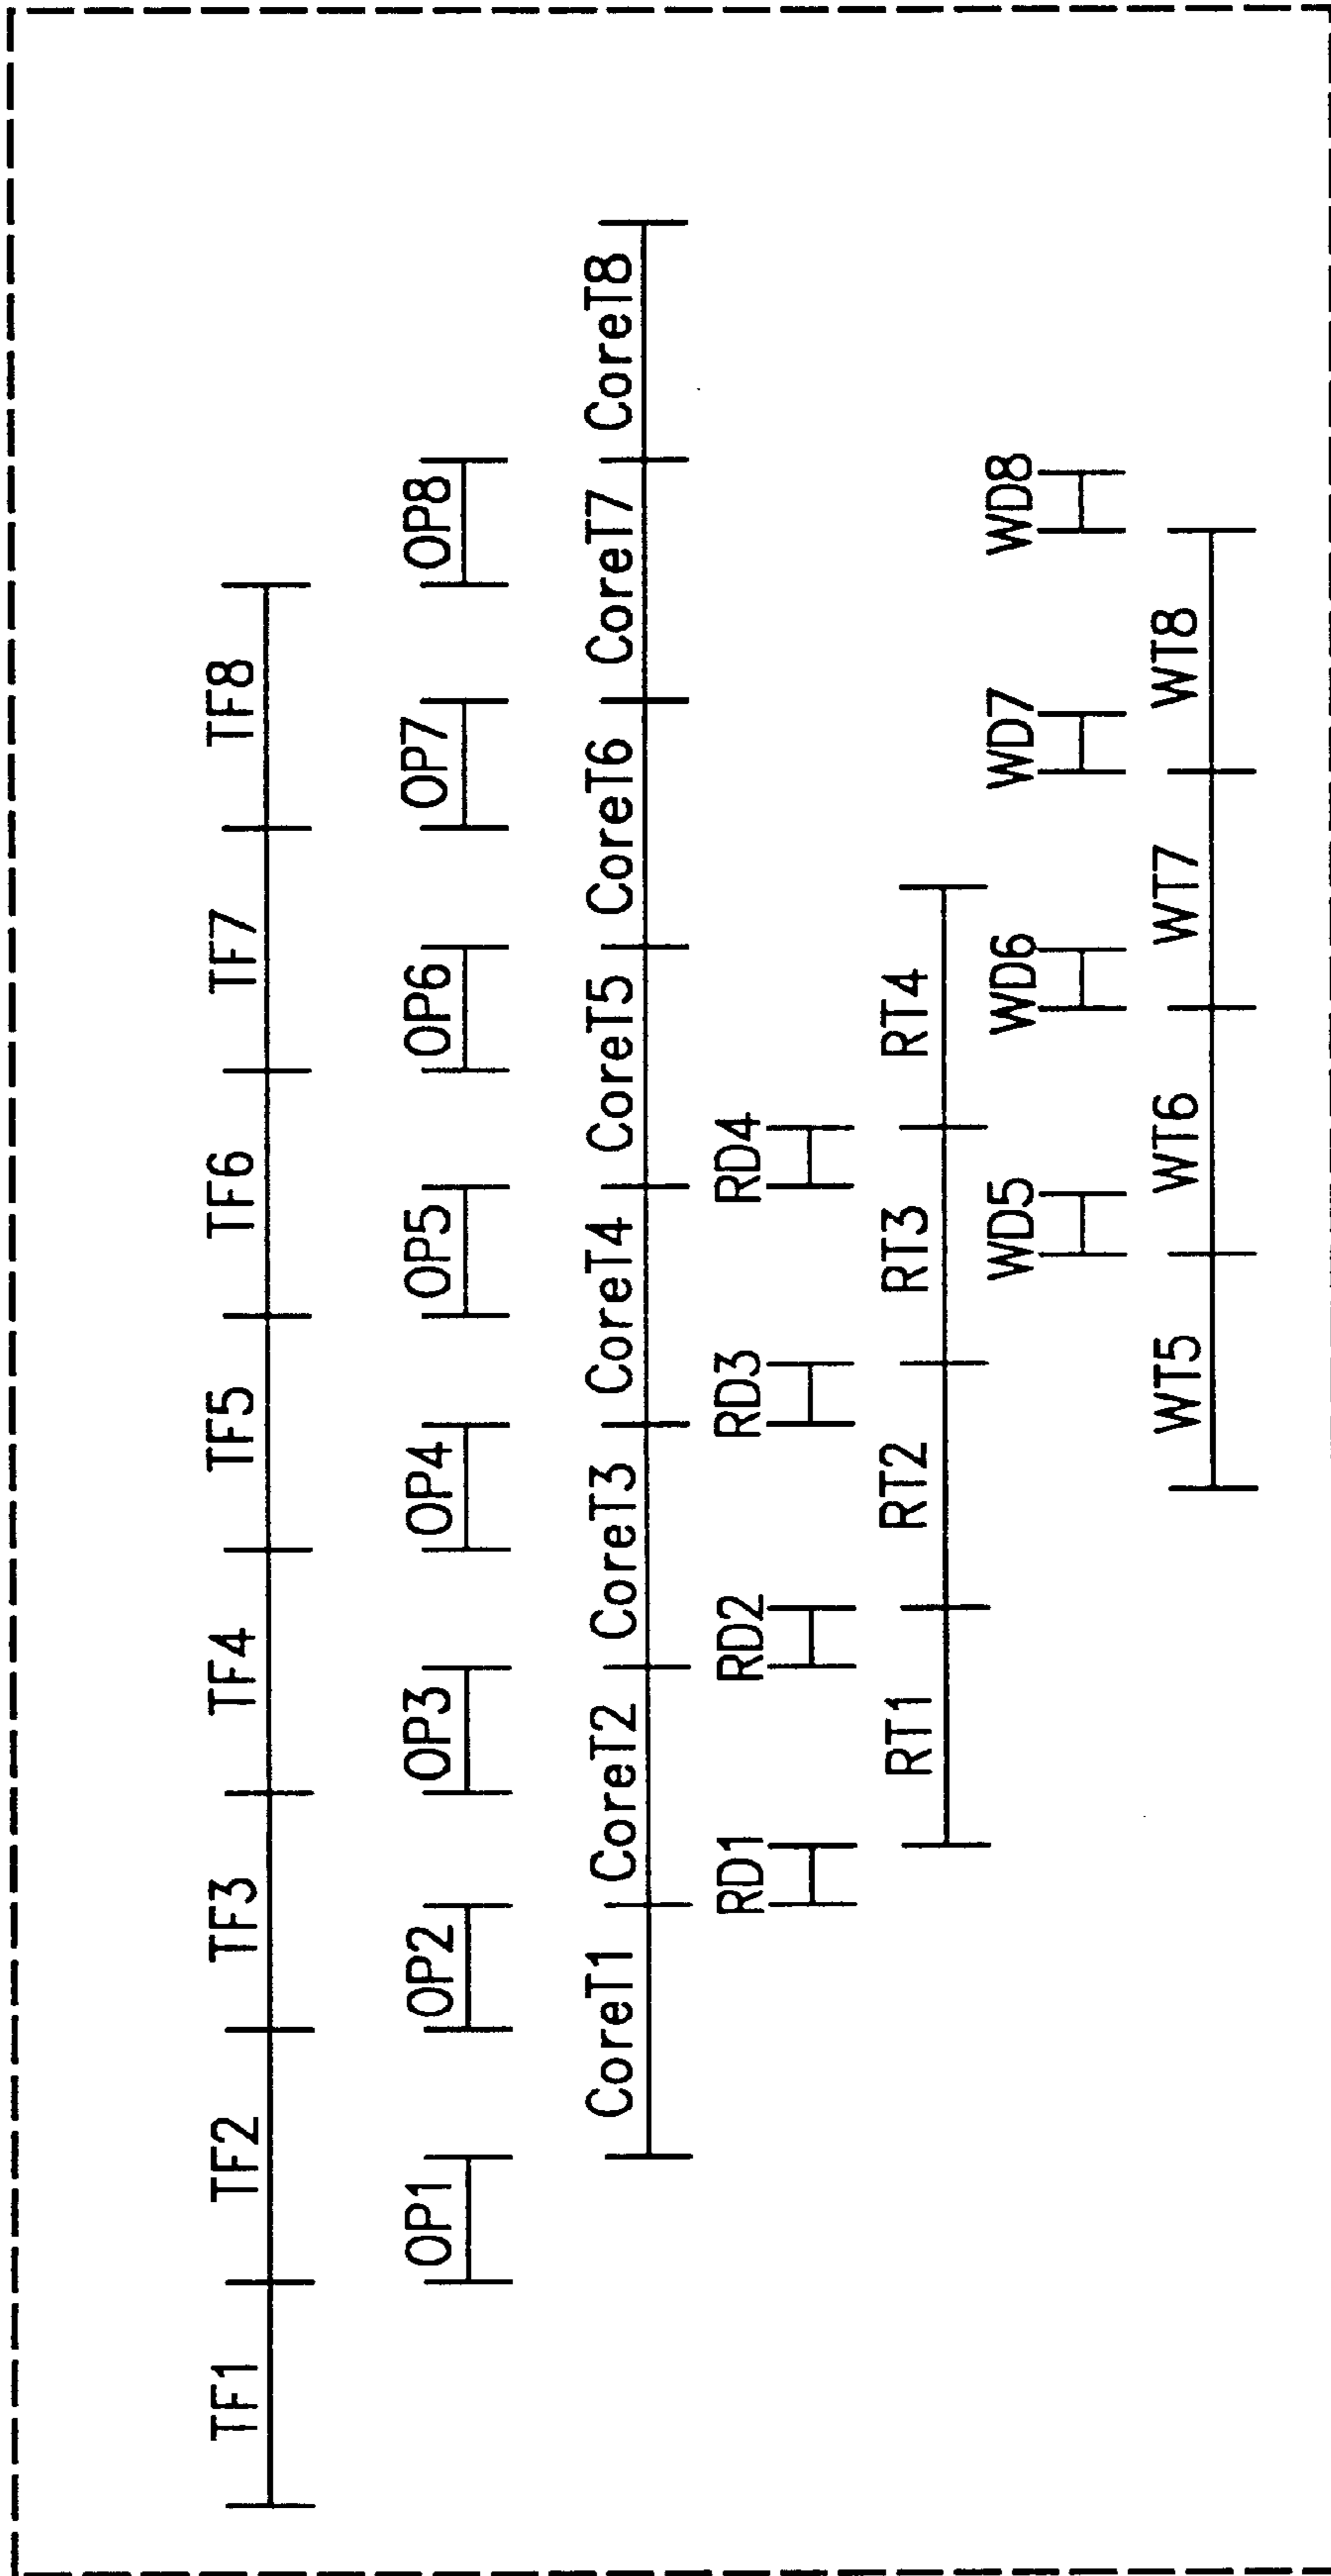 TF1 TF2 TF3 TF4 TF5 TF6 TF7 TF8
OP1 OP2 OP3 OP4 OP5 OP6 OP7 OP8
CoreT1 CoreT2 CoreT3 CoreT4 CoreT5 CoreT6 CoreT7 CoreT8
RD1 RD2 RD3 RD4
RT1 RT2 RT3 RT4
WD5 WD6 WD7 WD8
WT5 WT6 WT7 WT8